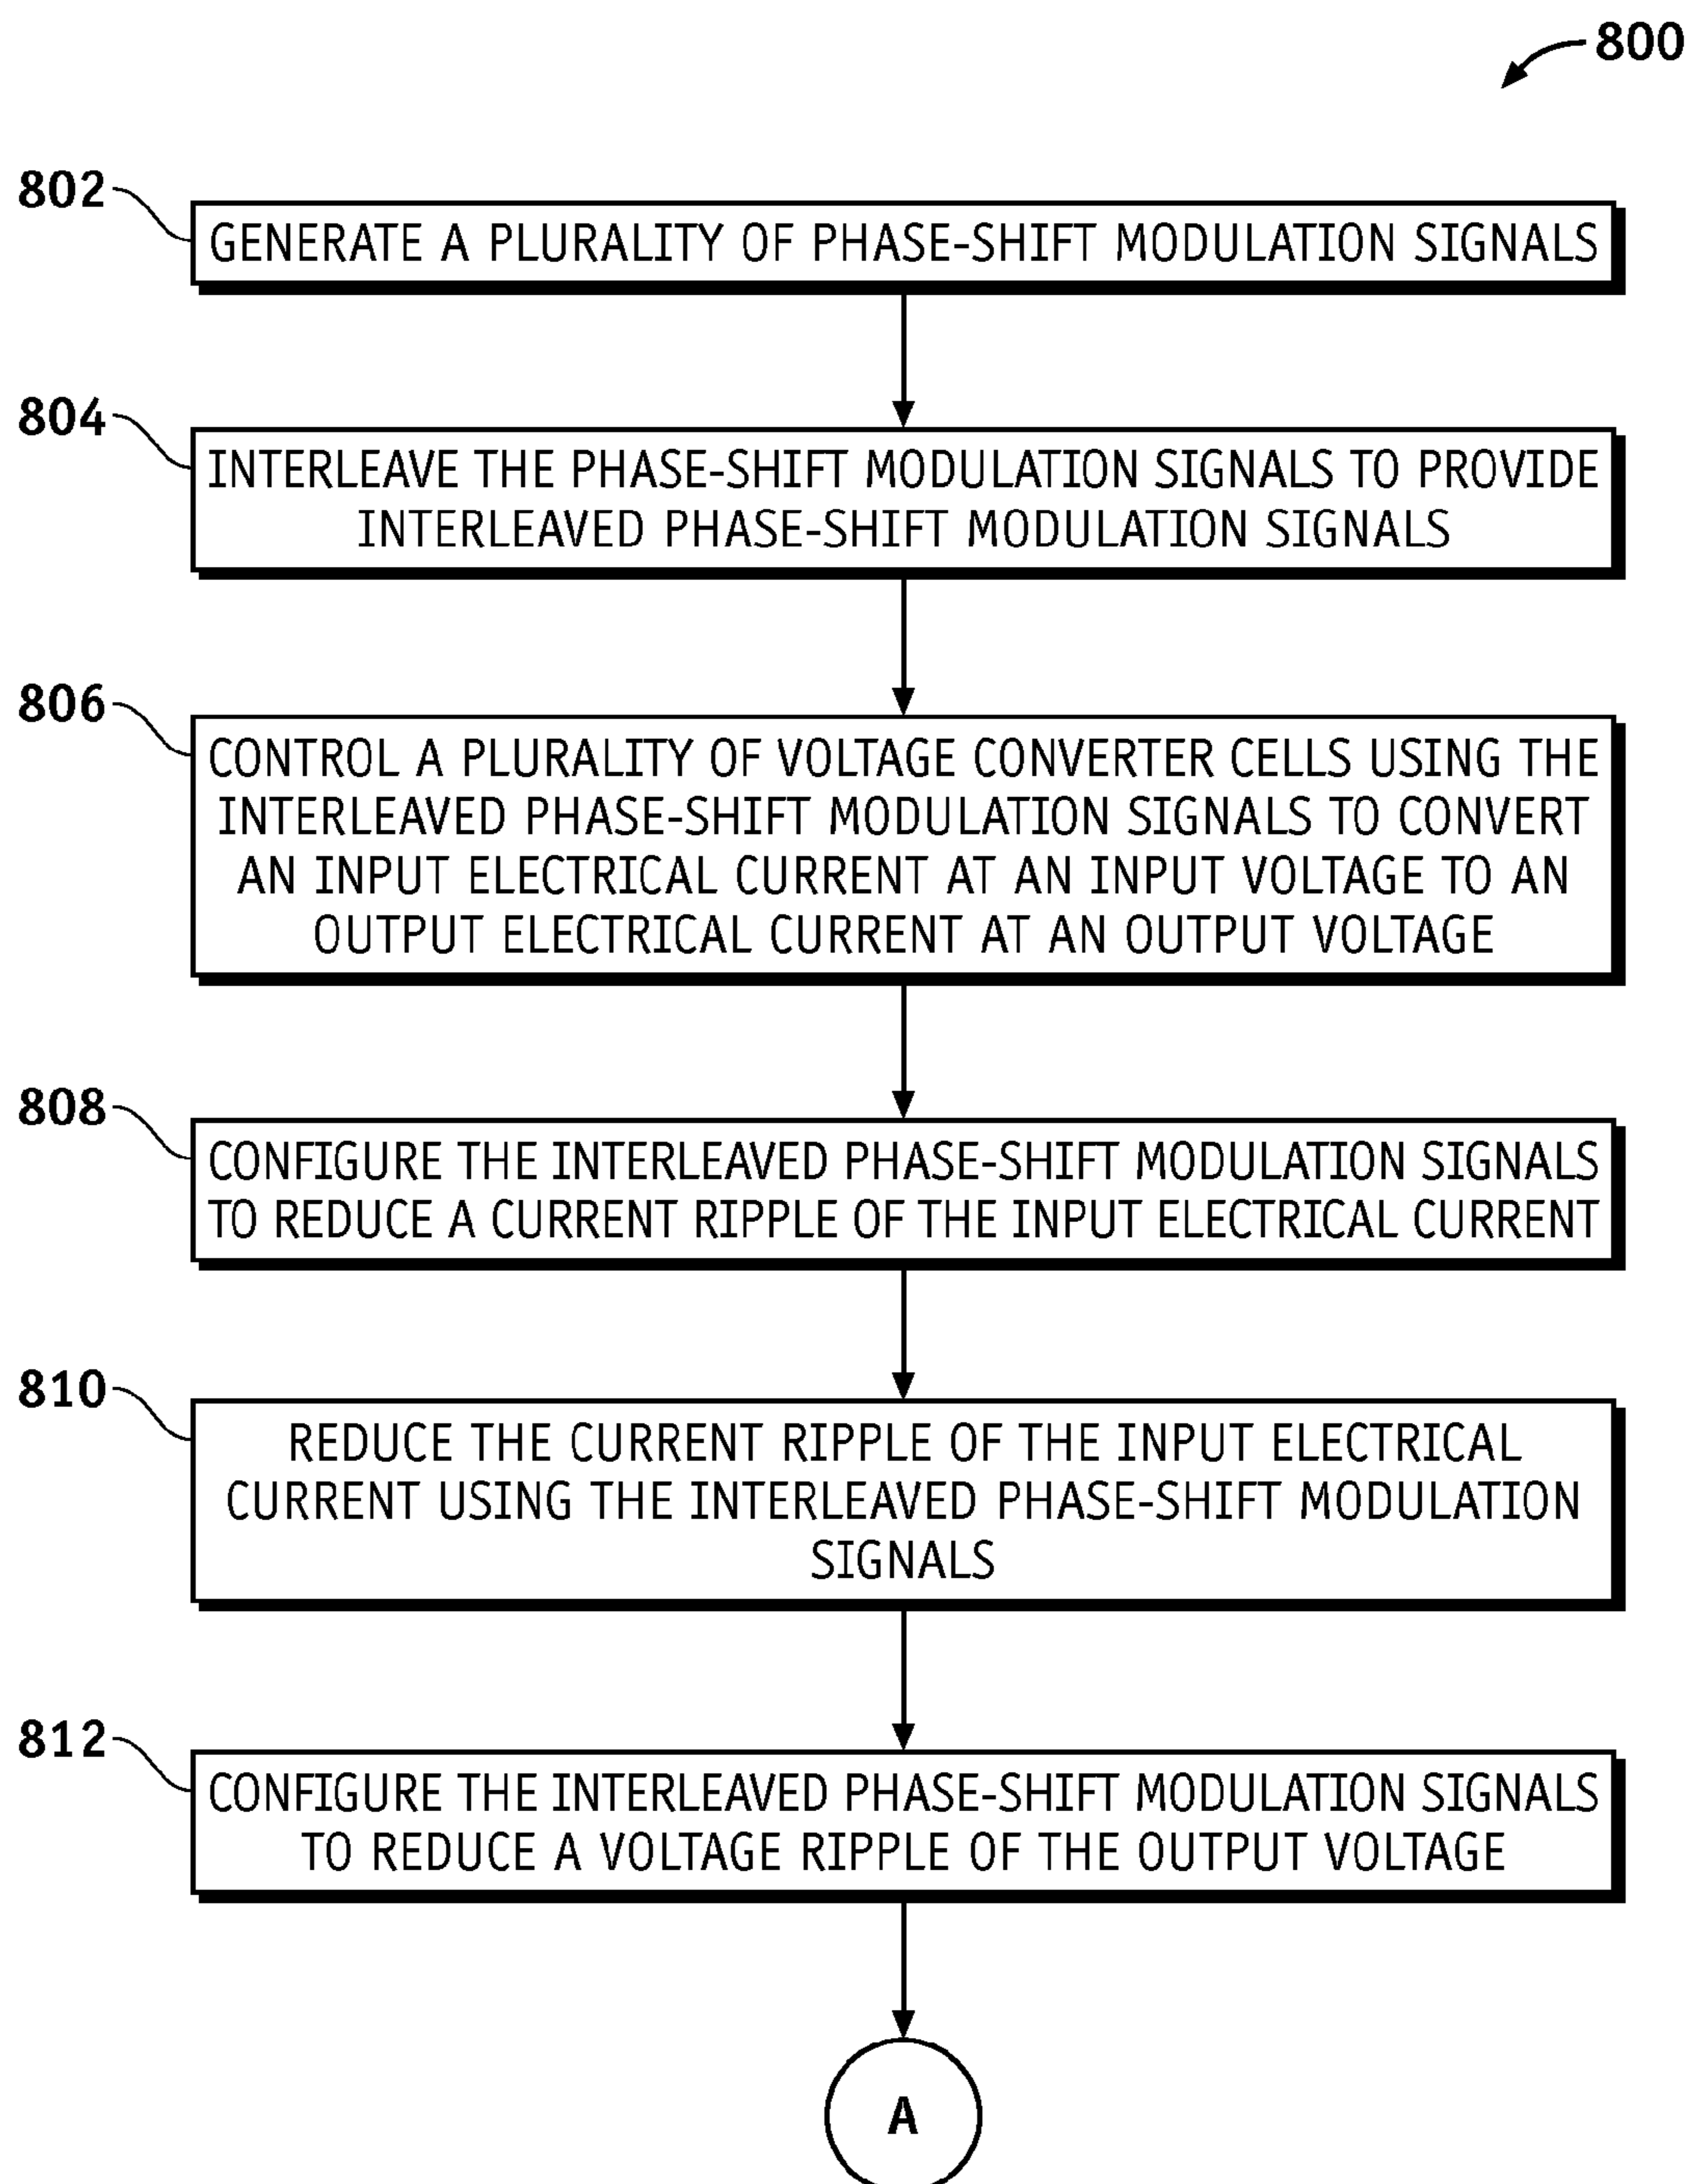 800
802
GENERATE A PLURALITY OF PHASE-SHIFT MODULATION SIGNALS
804
INTERLEAVE THE PHASE-SHIFT MODULATION SIGNALS TO PROVIDE
INTERLEAVED PHASE-SHIFT MODULATION SIGNALS
806
CONTROL A PLURALITY OF VOLTAGE CONVERTER CELLS USING THE
INTERLEAVED PHASE-SHIFT MODULATION SIGNALS TO CONVERT
AN INPUT ELECTRICAL CURRENT AT AN INPUT VOLTAGE TO AN
OUTPUT ELECTRICAL CURRENT AT AN OUTPUT VOLTAGE
808
CONFIGURE THE INTERLEAVED PHASE-SHIFT MODULATION SIGNALS
TO REDUCE A CURRENT RIPPLE OF THE INPUT ELECTRICAL CURRENT
810
REDUCE THE CURRENT RIPPLE OF THE INPUT ELECTRICAL
CURRENT USING THE INTERLEAVED PHASE-SHIFT MODULATION
SIGNALS
812
CONFIGURE THE INTERLEAVED PHASE-SHIFT MODULATION SIGNALS
TO REDUCE A VOLTAGE RIPPLE OF THE OUTPUT VOLTAGE
A